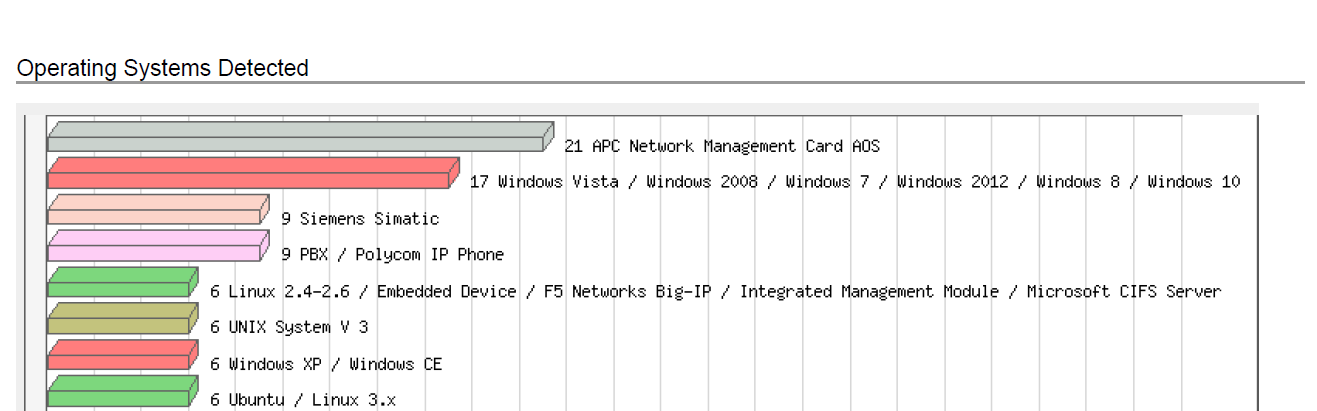 Operating Systems Detected
21 APC Network Management Card AOS
17 Windows Vista / Windows 2008 / Windows 7 / Windows 2012 / Windows 8 / Windows 10
9 Siemens Simatic
9 PBX / Polycom IP Phone
6 Linux 2.4-2.6 / Embedded Device / F5 Networks Big-IP / Integrated Management Module / Microsoft CIFS Server
6 UNIX System V 3
6 Windows XP / Windows CE
6 Ubuntu / Linux 3.x